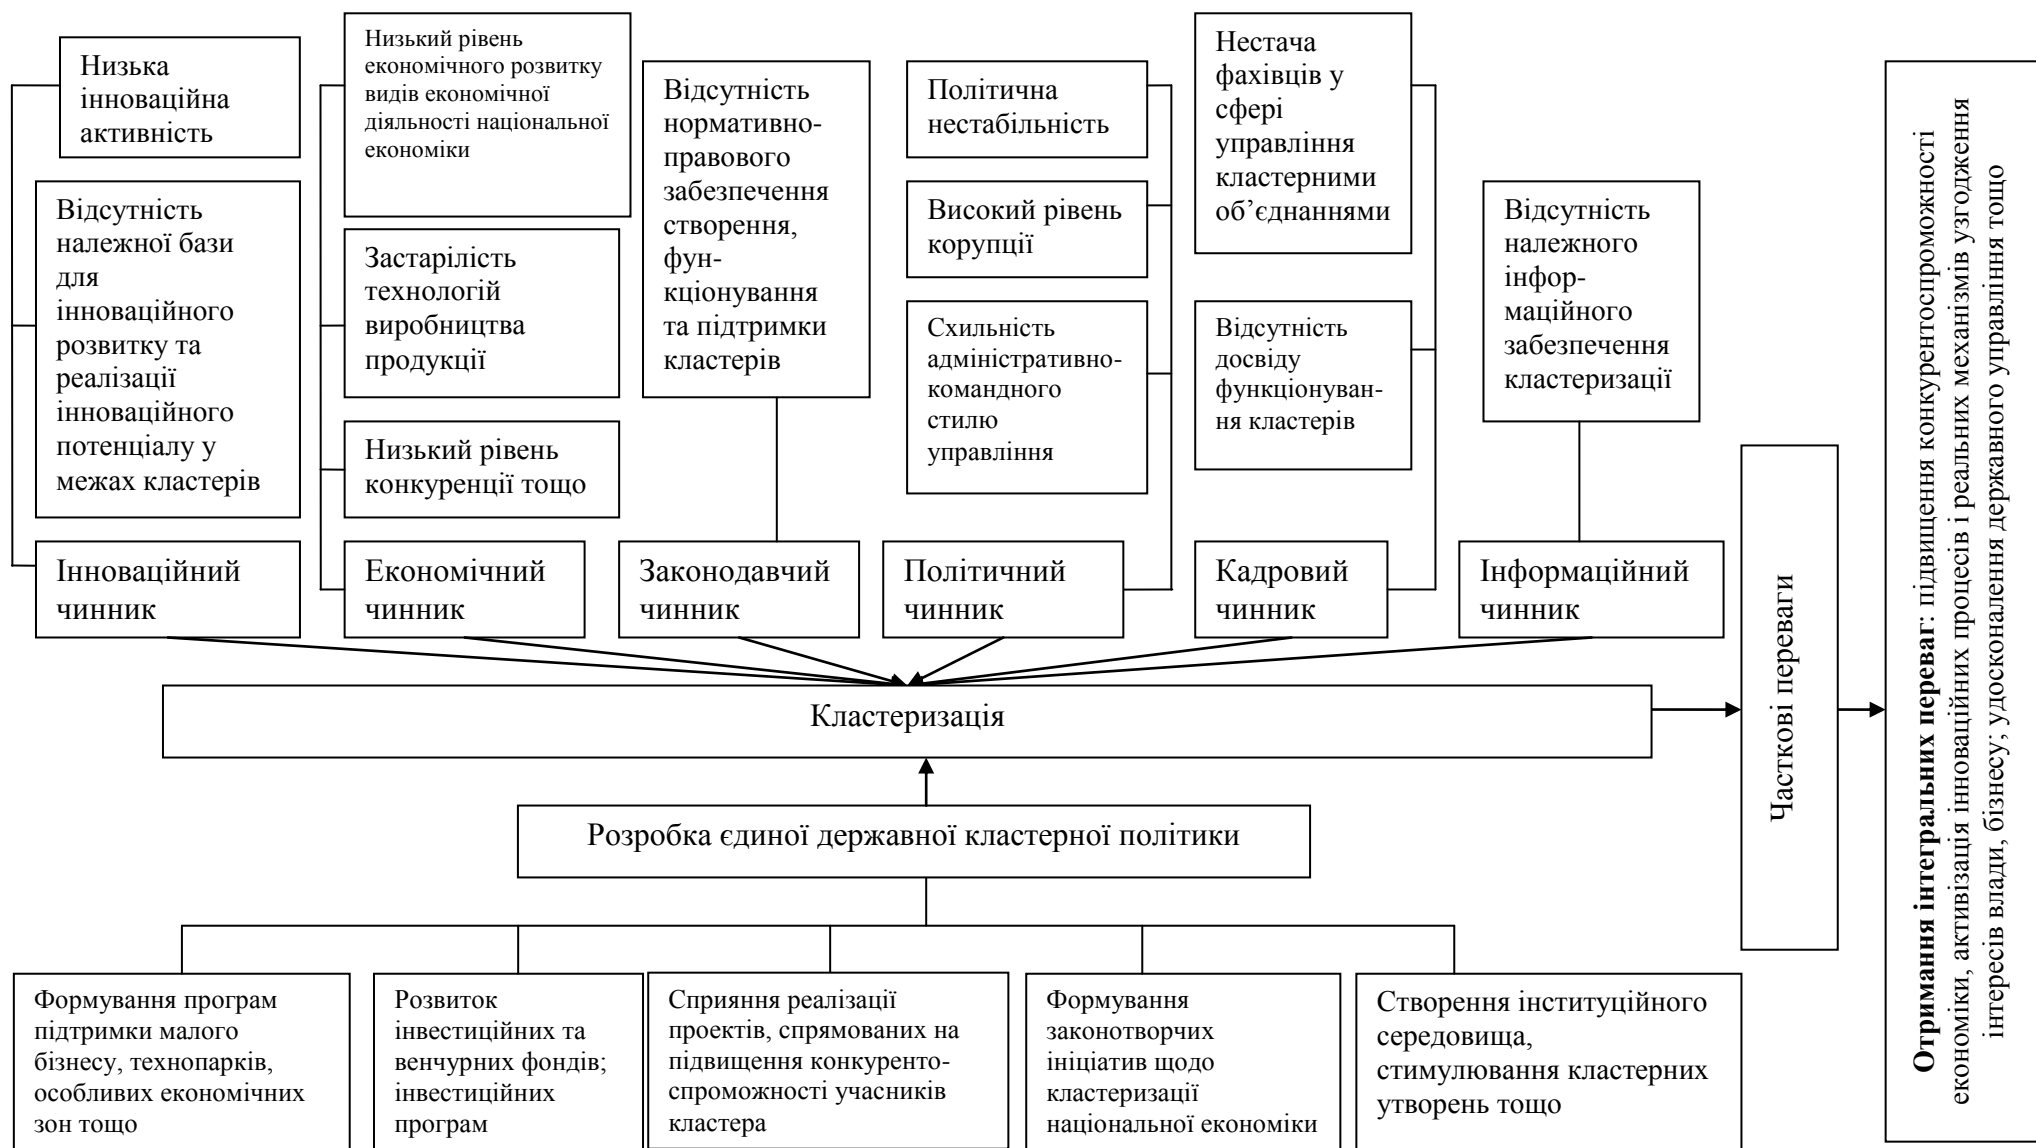 Низька
інноваційна
активність
Відсутність
належної бази
для
інноваційного
розвитку та
реалізації
інноваційного
потенціалу у
межах кластерів
Інноваційний
чинник
Низький рівень
економічного розвитку
видів економічної
діяльності національної
економіки
Застарілість
технологій
виробництва
продукції
Низький рівень
конкуренції тощо
Економічний
чинник
Відсутність
нормативно-
правового
забезпечення
створення,
фун-
кціонування
та підтримки
кластерів
Законодавчий
чинник
Політична
нестабільність
Високий рівень
корупції
Схильність
адміністративно-
командного
стилю
управління
Політичний
чинник
Нестача
фахівців у
сфері
управління
кластерними
об’єднаннями
Відсутність
досвіду
функціонуван-
ня кластерів
Кадровий
чинник
Відсутність
належного
інфор-
маційного
забезпечення
кластеризації
Інформаційний
чинник
Кластеризація
Розробка єдиної державної кластерної політики
Формування програм
підтримки малого
бізнесу, технопарків,
особливих економічних
зон тощо
Розвиток
інвестиційних та
венчурних фондів;
інвестиційних
програм
Сприяння реалізації
проектів, спрямованих на
підвищення конкуренто-
спроможності учасників
кластера
Формування
законотворчих
ініціатив щодо
кластеризації
національної економіки
Створення інституційного
середовища,
стимулювання кластерних
утворень тощо
Часткові переваги
Отримання інтегральних переваг: підвищення конкурентоспроможності
економіки, активізація інноваційних процесів і реальних механізмів узгодження
інтересів влади, бізнесу; удосконалення державного управління тощо